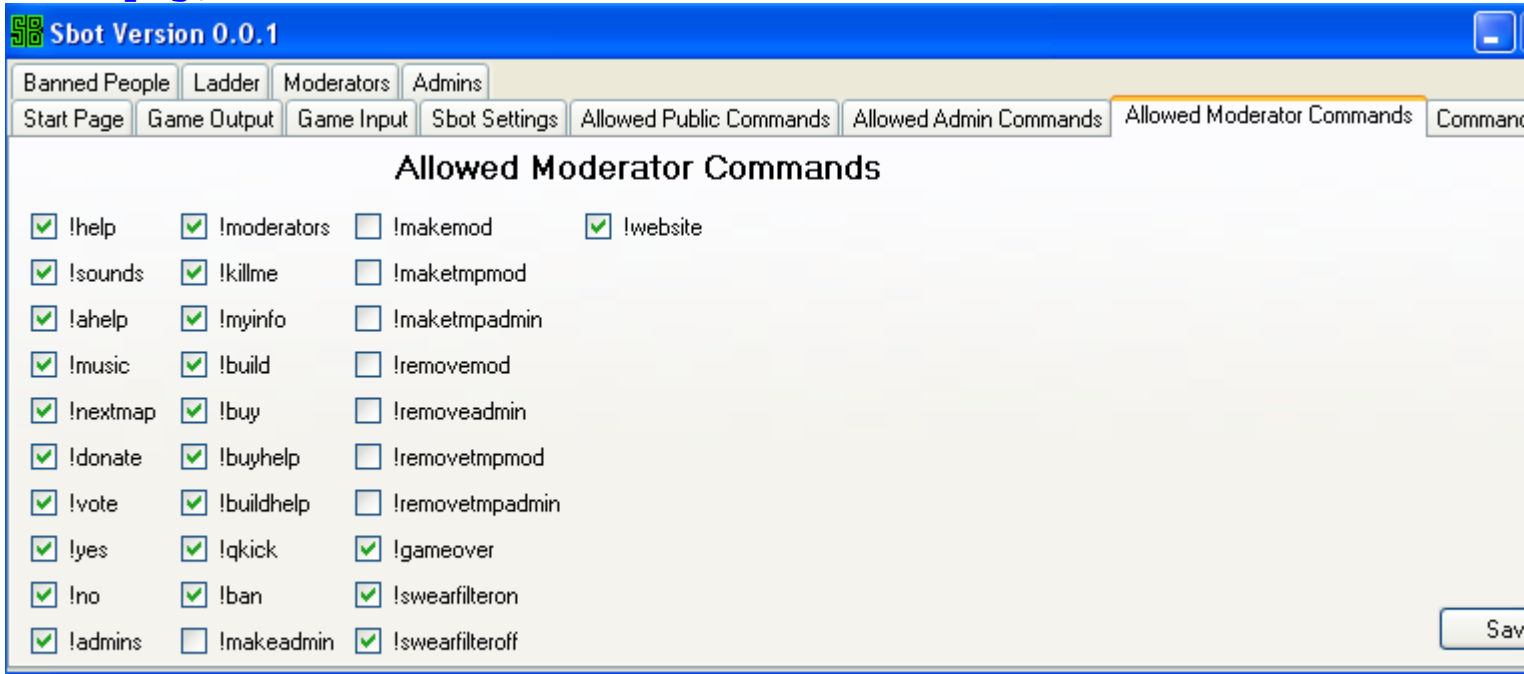 SB Sbot Version 0.0.1
Banned People Ladder Moderators Admins
Start Page Game Output Game Input Sbot Settings Allowed Public Commands Allowed Admin Commands Allowed Moderator Commands Command
Allowed Moderator Commands
!help !moderators !makemod !website
!sounds !killme !maketmpmod
!ahelp !myinfo !maketmpadmin
!music !build !removemod
!nextmap !buy !removeadmin
!donate !buyhelp !removetmpmod
!vote !buildhelp !removetmpadmin
!yes !qkick !gameover
!no !ban !swearfilteron
!admins !makeadmin !swearfilteroff
Sav